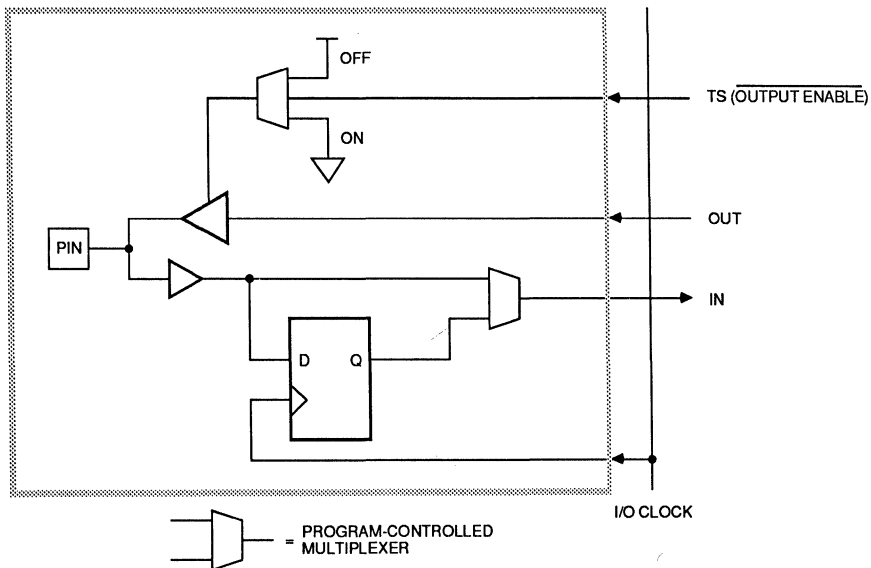 OFF
TS (OUTPUT ENABLE)
ON
OUT
PIN
IN
D Q
I/O CLOCK
= PROGRAM-CONTROLLED
MULTIPLEXER